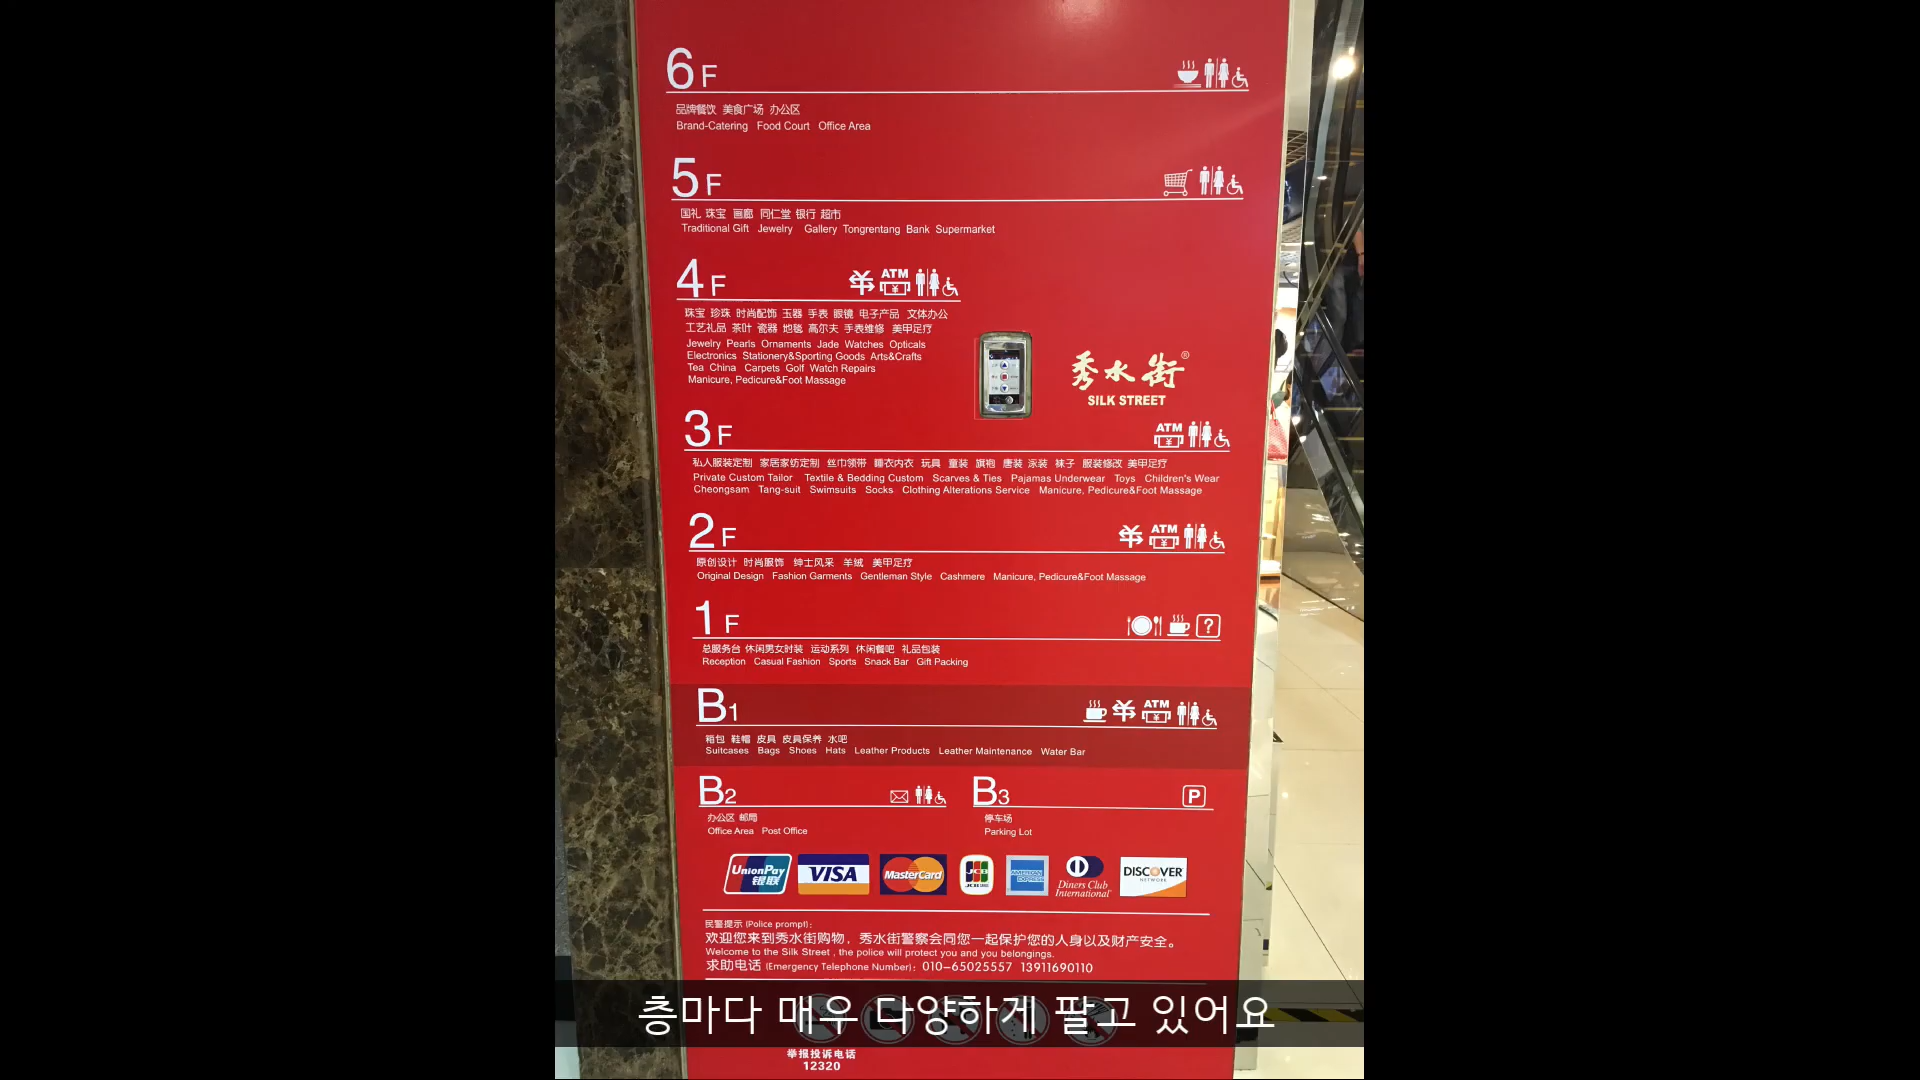 6F
品牌餐饮 美食广场 办公区
Brand-Catering Food Court Office Area
5F
国礼 珠宝 画廊 同仁堂 银行 超市
Traditional Gift Jewelry Gallery Tongrentang Bank Supermarket
4F ATM
珠宝 珍珠 时尚配饰 玉器 手表 眼镜 电子产品 文体办公
工艺礼品 茶叶 瓷器 地毯 高尔夫 手表维修 美甲足疗
Jewelry Pearls Ornaments Jade Watches Opticals
Electronics Stationery&Sporting Goods Arts&Crafts
Tea China Carpets Golf Watch Repairs
Manicure, Pedicure&Foot Massage
秀水街®
SILK STREET
3F ATM
私人服装定制 家居家纺定制 丝巾领带 睡衣内衣 玩具 童装 旗袍 唐装 泳装 袜子 服装修改 美甲足疗
Private Custom Tailor Textile & Bedding Custom Scarves & Ties Pajamas Underwear Toys Children's Wear
Cheongsam Tang-suit Swimsuits Socks Clothing Alterations Service Manicure, Pedicure&Foot Massage
2F ATM
原创设计 时尚服饰 绅士风采 羊绒 美甲足疗
Original Design Fashion Garments Gentleman Style Cashmere Manicure, Pedicure&Foot Massage
1F ?
总服务台 休闲男女时装 运动系列 休闲餐吧 礼品包装
Reception Casual Fashion Sports Snack Bar Gift Packing
B1 ATM
箱包 鞋帽 皮具 皮具保养 水吧
Suitcases Bags Shoes Hats Leather Products Leather Maintenance Water Bar
B2
办公区 邮局
Office Area Post Office
B3 P
停车场
Parking Lot
UnionPay 银联 VISA MasterCard JCB AMERICAN EXPRESS Diners Club International DISCOVER NETWORK
民警提示 (Police prompt):
欢迎您来到秀水街购物，秀水街警察会同您一起保护您的人身以及财产安全。
Welcome to the Silk Street , the police will protect you and you belongings.
求助电话 (Emergency Telephone Number): 010-65025557 13911690110
층마다 매우 다양하게 팔고 있어요
举报投诉电话
12320